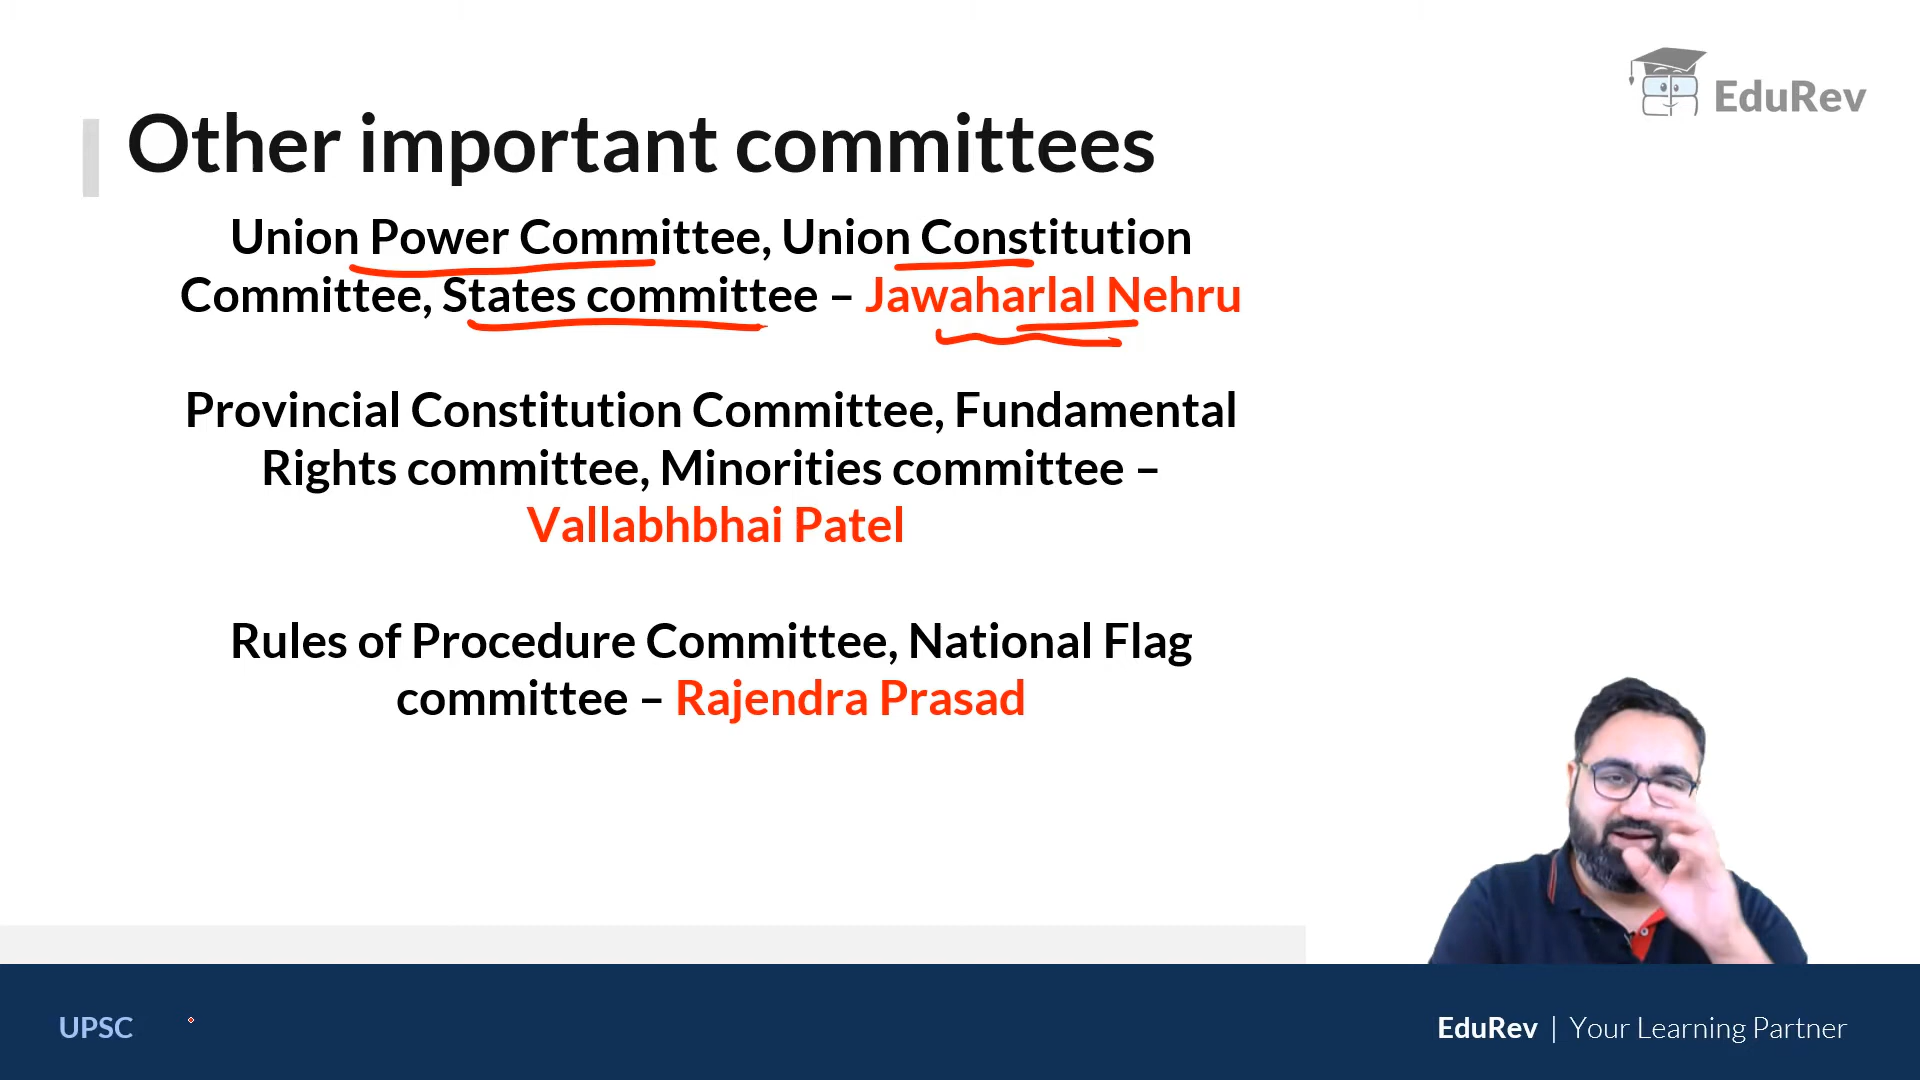 EduRev
Other important committees
Union Power Committee, Union Constitution
Committee, States committee – Jawaharlal Nehru
Provincial Constitution Committee, Fundamental
Rights committee, Minorities committee –
Vallabhbhai Patel
Rules of Procedure Committee, National Flag
committee – Rajendra Prasad
UPSC
EduRev | Your Learning Partner